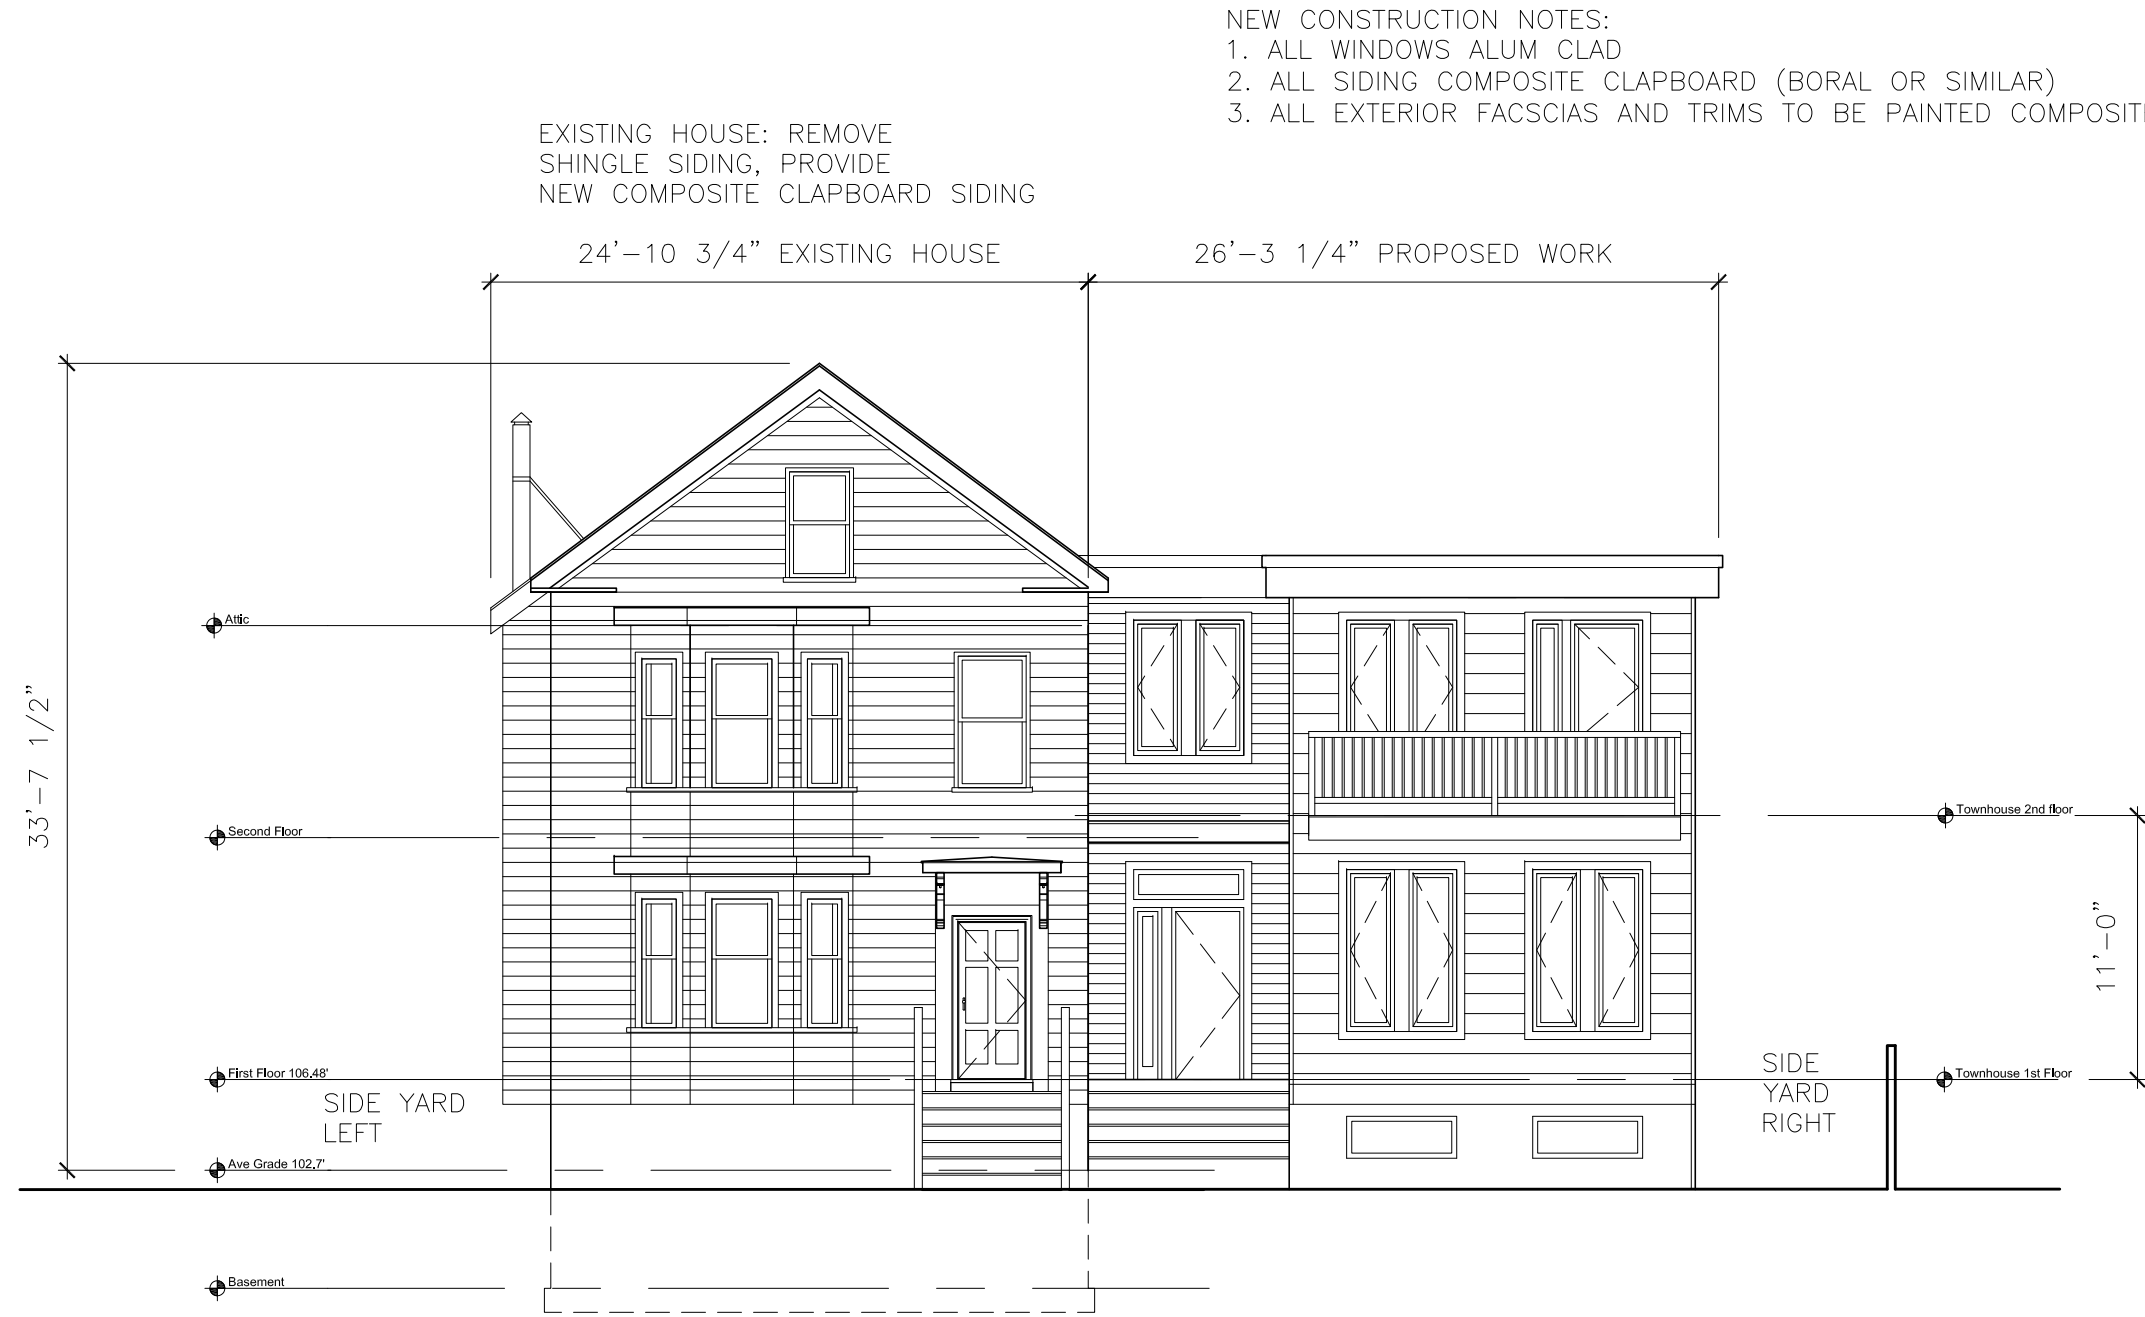 NEW CONSTRUCTION NOTES:
1. ALL WINDOWS ALUM CLAD
2. ALL SIDING COMPOSITE CLAPBOARD (BORAL OR SIMILAR)
3. ALL EXTERIOR FACSCIAS AND TRIMS TO BE PAINTED COMPOSIT
EXISTING HOUSE: REMOVE
SHINGLE SIDING, PROVIDE
NEW COMPOSITE CLAPBOARD SIDING
24'-10 3/4" EXISTING HOUSE
26'-3 1/4" PROPOSED WORK
33'-7 1/2"
Attic
Second Floor
First Floor 106.48'
SIDE YARD
LEFT
Ave Grade 102.7'
Basement
Townhouse 2nd floor
11'-0"
Townhouse 1st Floor
SIDE
YARD
RIGHT